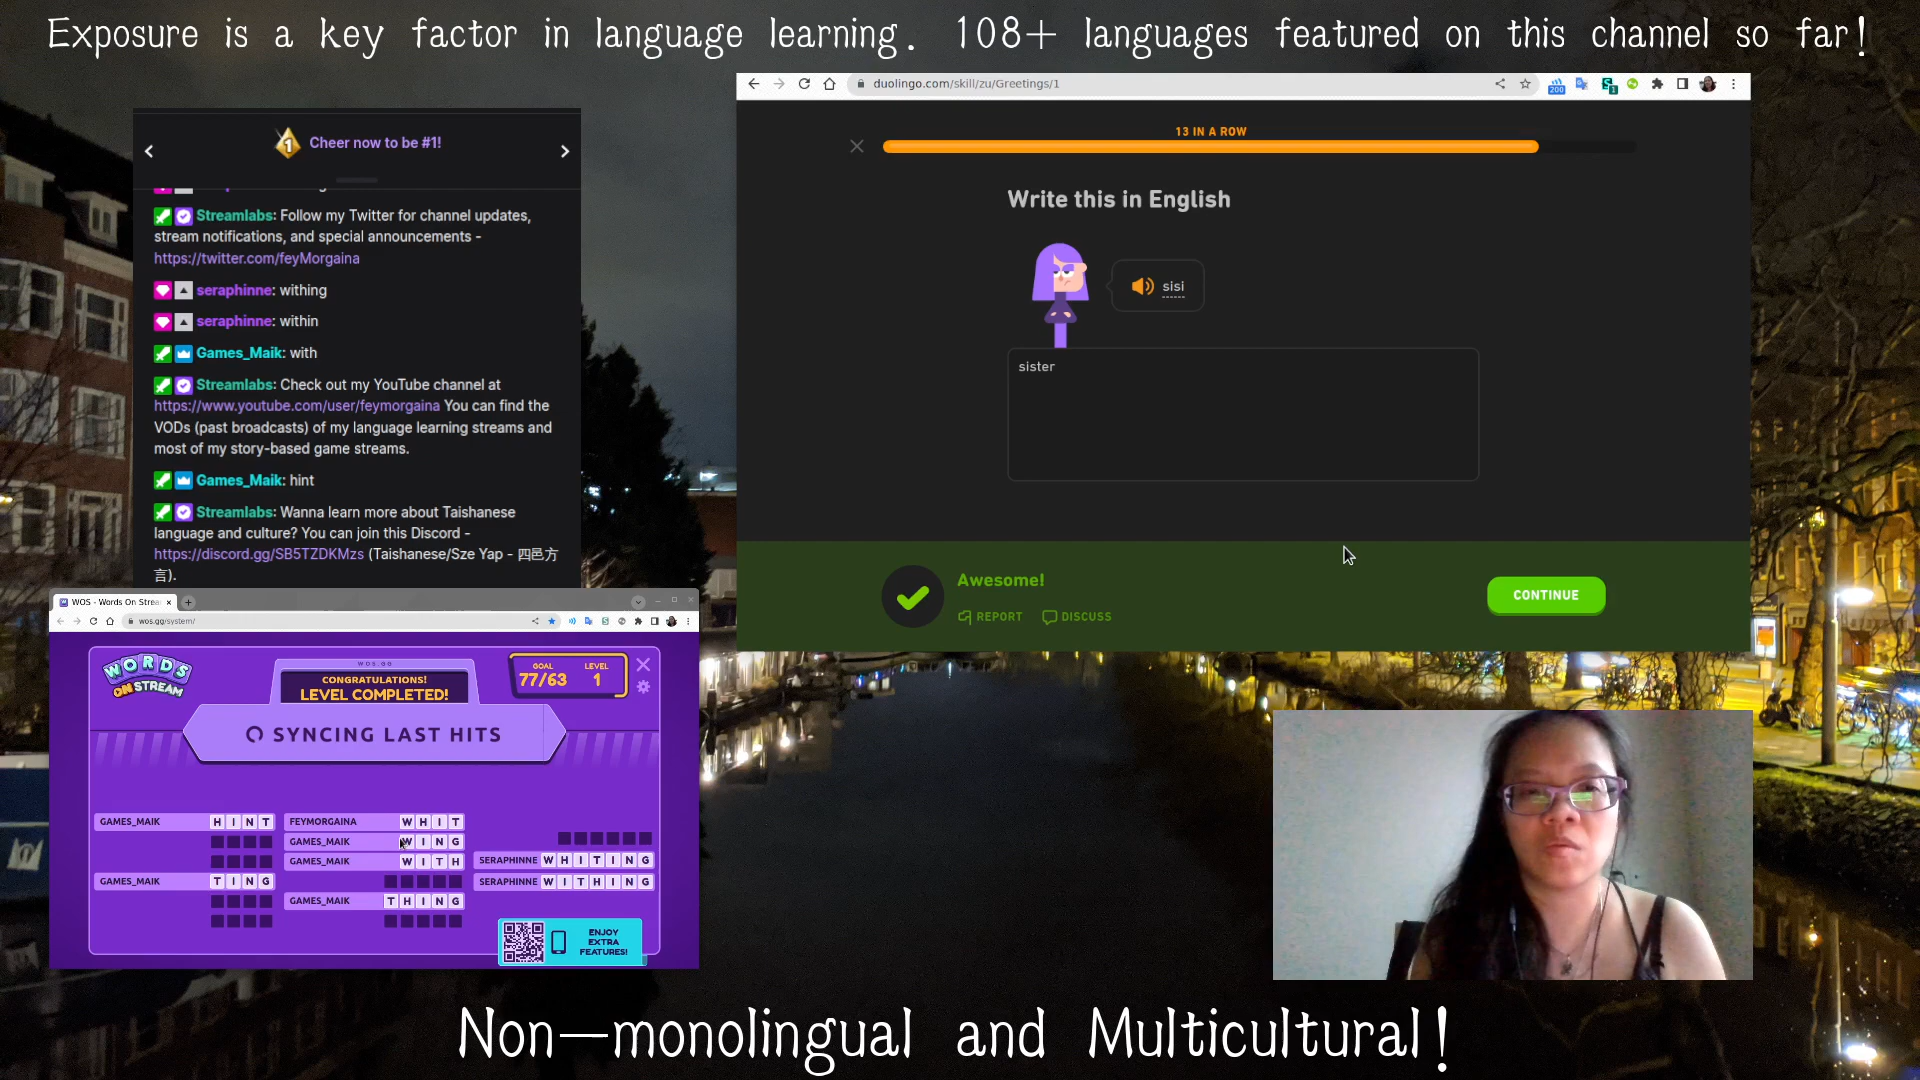 Exposure is a key factor in language learning. 108+ languages featured on this channel so far!
1
Cheer now to be #1!
Streamlabs: Follow my Twitter for channel updates,
stream notifications, and special announcements -
https://twitter.com/feyMorgaina
seraphinne: withing
seraphinne: within
Games_Maik: with
Streamlabs: Check out my YouTube channel at
https://www.youtube.com/user/feymorgaina You can find the
VODs (past broadcasts) of my language learning streams and
most of my story-based game streams.
Games_Maik: hint
Streamlabs: Wanna learn more about Taishanese
language and culture? You can join this Discord -
https://discord.gg/SB5TZDKMzs (Taishanese/Sze Yap - 四邑方
言).
duolingo.com/skill/zu/Greetings/1
200
1
13 IN A ROW
Write this in English
sisi
sister
Awesome!
REPORT DISCUSS
CONTINUE
WOS - Words On Strea
wos.gg/system/
WORDS
ON STREAM
WOS.GG
CONGRATULATIONS!
LEVEL COMPLETED!
GOAL LEVEL
77/63 1
SYNCING LAST HITS
GAMES_MAIK HINT
GAMES_MAIK TING
FEYMORGAINA WHIT
GAMES_MAIK WING
GAMES_MAIK WITH
GAMES_MAIK THING
SERAPHINNE WHITING
SERAPHINNE WITHING
ENJOY
EXTRA
FEATURES!
Non-monolingual and Multicultural!